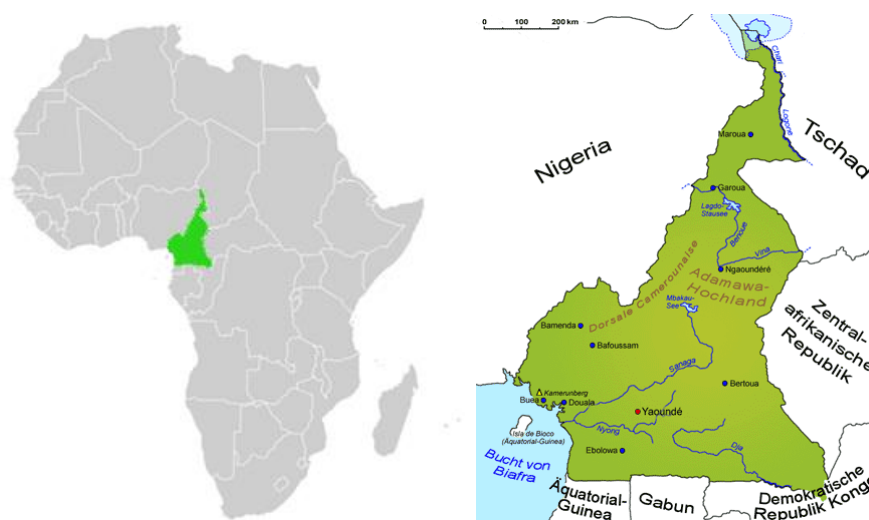 0
200 km
Chari
Logone
Tschad
Nigeria
Maroua
Garoua
Lagdo-
Stausee
Benoue
Vina
Ngaoundéré
Dorsale Camerounaise
Adamawa-
Hochland
Mbakau-
See
Zentral-
afrikanische
Republik
Bamenda
Bafoussam
Sanaga
Bertoua
Kamerunberg
Buea
Douala
Yaoundé
Isla de Bioco
(Äquatorial-Guinea)
Nyong
Dja
Ebolowa
Bucht von
Biafra
Äquatorial-
Guinea
Gabun
Demokratische
Republik Kongo